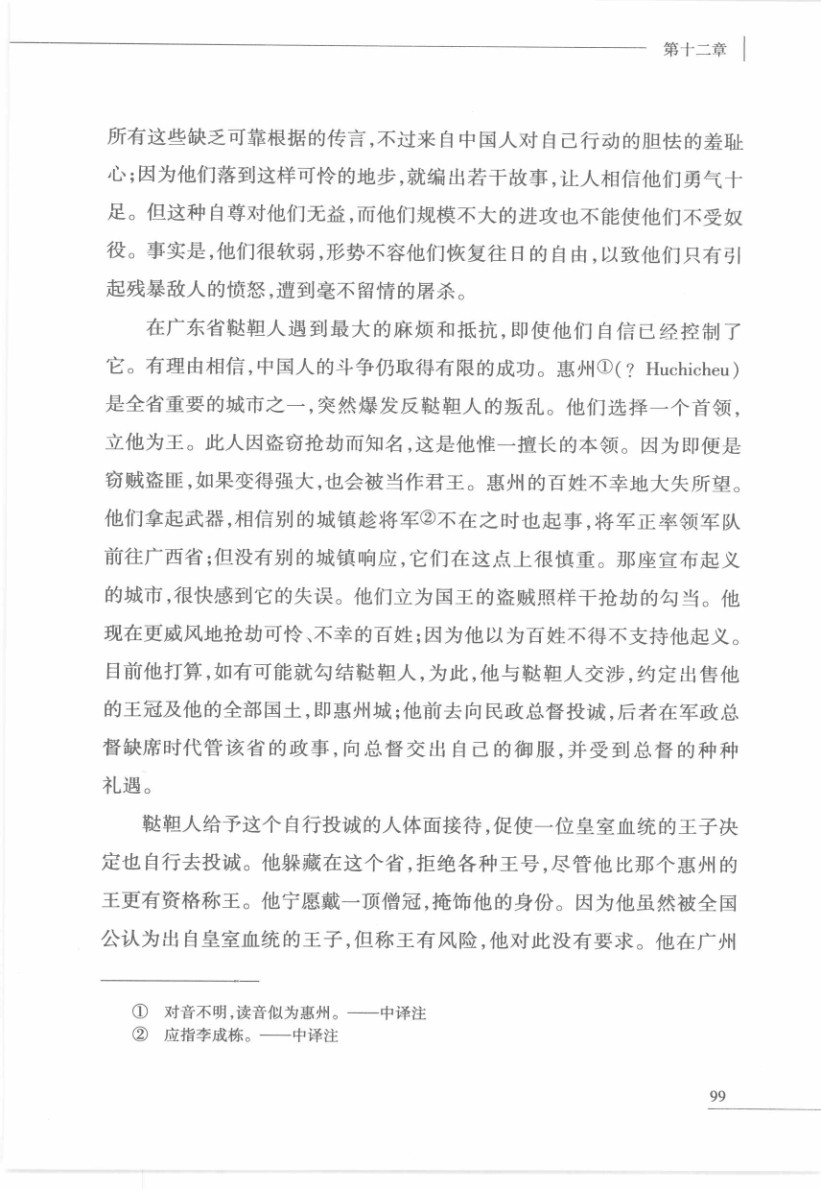 第十二章
所有这些缺乏可靠根据的传言,不过来自中国人对自己行动的胆怯的羞耻
心;因为他们落到这样可怜的地步,就编出若干故事,让人相信他们勇气十
足。但这种自尊对他们无益,而他们规模不大的进攻也不能使他们不受奴
役。事实是,他们很软弱,形势不容他们恢复往日的自由,以致他们只有引
起残暴敌人的愤怒,遭到毫不留情的屠杀。
在广东省鞑靼人遇到最大的麻烦和抵抗,即使他们自信已经控制了
它。有理由相信,中国人的斗争仍取得有限的成功。惠州①(? Huchicheu)
是全省重要的城市之一,突然爆发反鞑靼人的叛乱。他们选择一个首领,
立他为王。此人因盗窃抢劫而知名,这是他惟一擅长的本领。因为即便是
窃贼盗匪,如果变得强大,也会被当作君王。惠州的百姓不幸地大失所望。
他们拿起武器,相信别的城镇趁将军②不在之时也起事,将军正率领军队
前往广西省;但没有别的城镇响应,它们在这点上很慎重。那座宣布起义
的城市,很快感到它的失误。他们立为国王的盗贼照样干抢劫的勾当。他
现在更威风地抢劫可怜、不幸的百姓;因为他以为百姓不得不支持他起义。
目前他打算,如有可能就勾结鞑靼人,为此,他与鞑靼人交涉,约定出售他
的王冠及他的全部国土,即惠州城;他前去向民政总督投诚,后者在军政总
督缺席时代管该省的政事,向总督交出自己的御服,并受到总督的种种
礼遇。
鞑靼人给予这个自行投诚的人体面接待,促使一位皇室血统的王子决
定也自行去投诚。他躲藏在这个省,拒绝各种王号,尽管他比那个惠州的
王更有资格称王。他宁愿戴一顶僧冠,掩饰他的身份。因为他虽然被全国
公认为出自皇室血统的王子,但称王有风险,他对此没有要求。他在广州
① 对音不明,读音似为惠州。——中译注
② 应指李成栋。——中译注
99